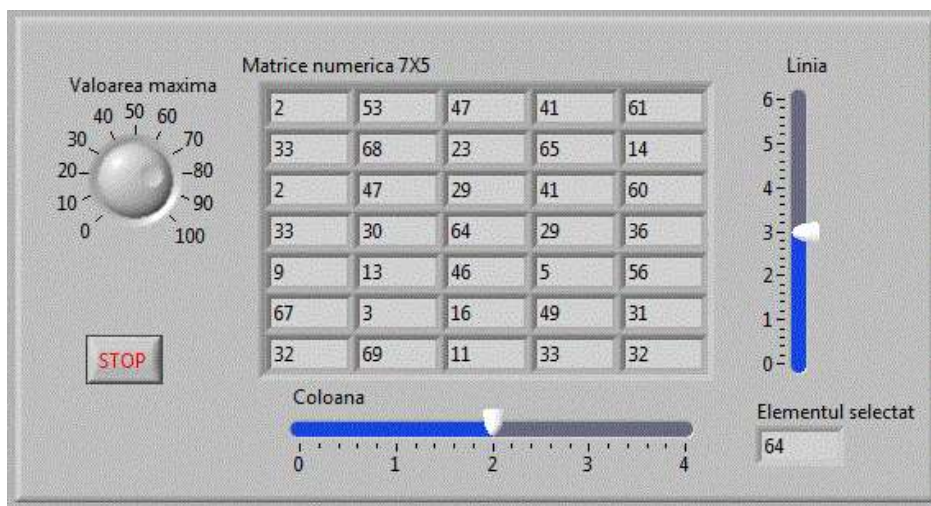 Matrice numerica 7X5
Valoarea maxima
0 10 20 30 40 50 60 70 80 90 100
2 53 47 41 61
33 68 23 65 14
2 47 29 41 60
33 30 64 29 36
9 13 46 5 56
67 3 16 49 31
32 69 11 33 32
Linia
6
5
4
3
2
1
0
STOP
Coloana
0 1 2 3 4
Elementul selectat
64